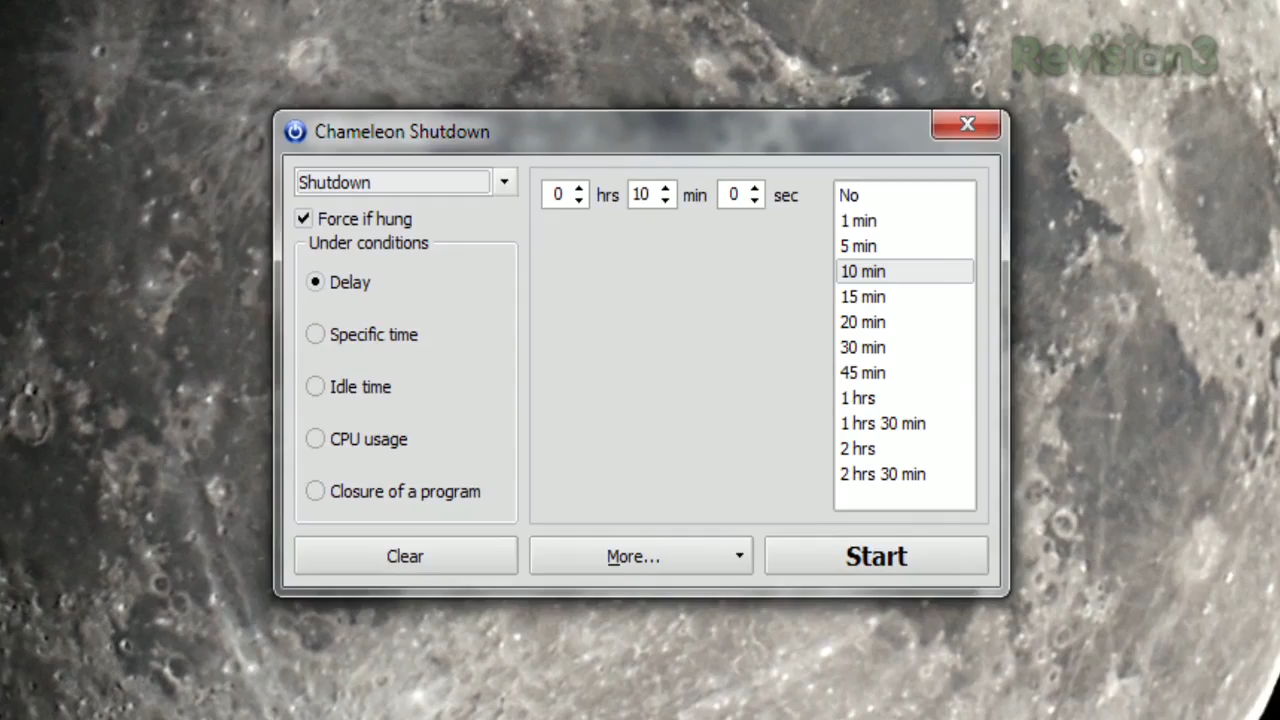 Revision3
Chameleon Shutdown
Shutdown
Force if hung
Under conditions
Delay
Specific time
Idle time
CPU usage
Closure of a program
0 hrs 10 min 0 sec
No
1 min
5 min
10 min
15 min
20 min
30 min
45 min
1 hrs
1 hrs 30 min
2 hrs
2 hrs 30 min
Clear
More...
Start